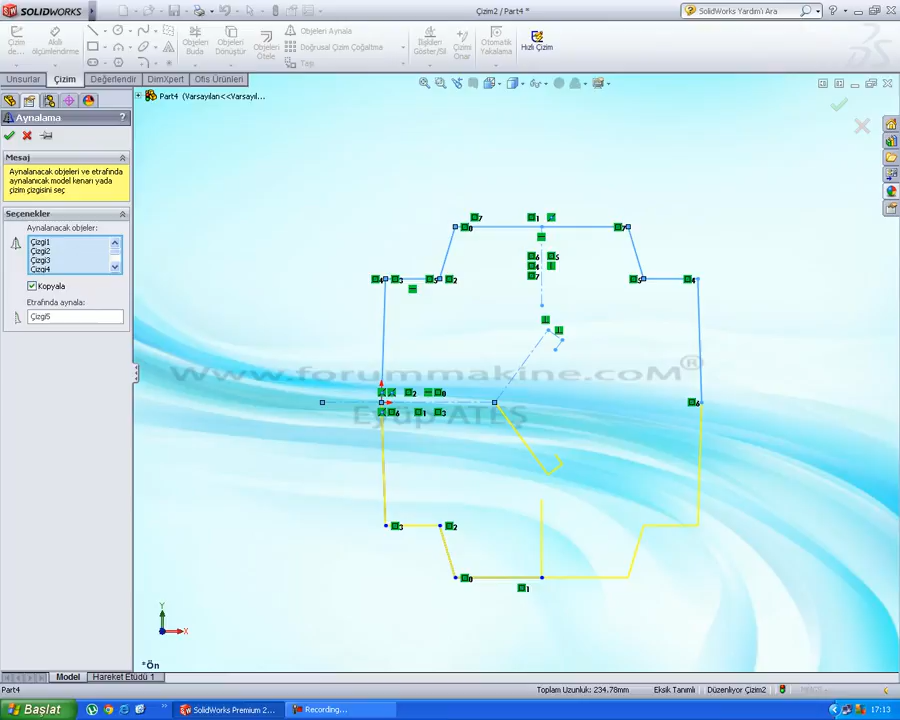 SOLIDWORKS
Çizim2 / Part4 *
SolidWorks Yardım'ı Ara
Çizim...
Akıllı ölçümlendirme
Objeleri Buda
Objeleri Dönüştür
Objeleri Ötele
Objeleri Aynala
Doğrusal Çizim Çoğaltma
Taşı
İlişkileri Göster/Sil
Çizimi Onar
Otomatik Yakalama
Hızlı Çizim
Unsurlar
Çizim
Değerlendir
DimXpert
Ofis Ürünleri
Part4 (Varsayılan<<Varsayıl...
Aynalama
?
Mesaj
Aynalanacak objeleri ve etrafında
aynalanıcak model kenarı yada
çizim çizgisini seç
Seçenekler
Aynalanacak objeler:
Çizgi1
Çizgi2
Çizgi3
Çizgi4
Kopyala
Etrafında aynala:
Çizgi5
www.forummakine.coM®
Eyüp ATEŞ
Y
X
*Ön
Model
Hareket Etüdü 1
Part4
Toplam Uzunluk: 234.78mm
Eksik Tanımlı
Düzenliyor Çizim2
Başlat
SolidWorks Premium 2...
Recording...
17:13